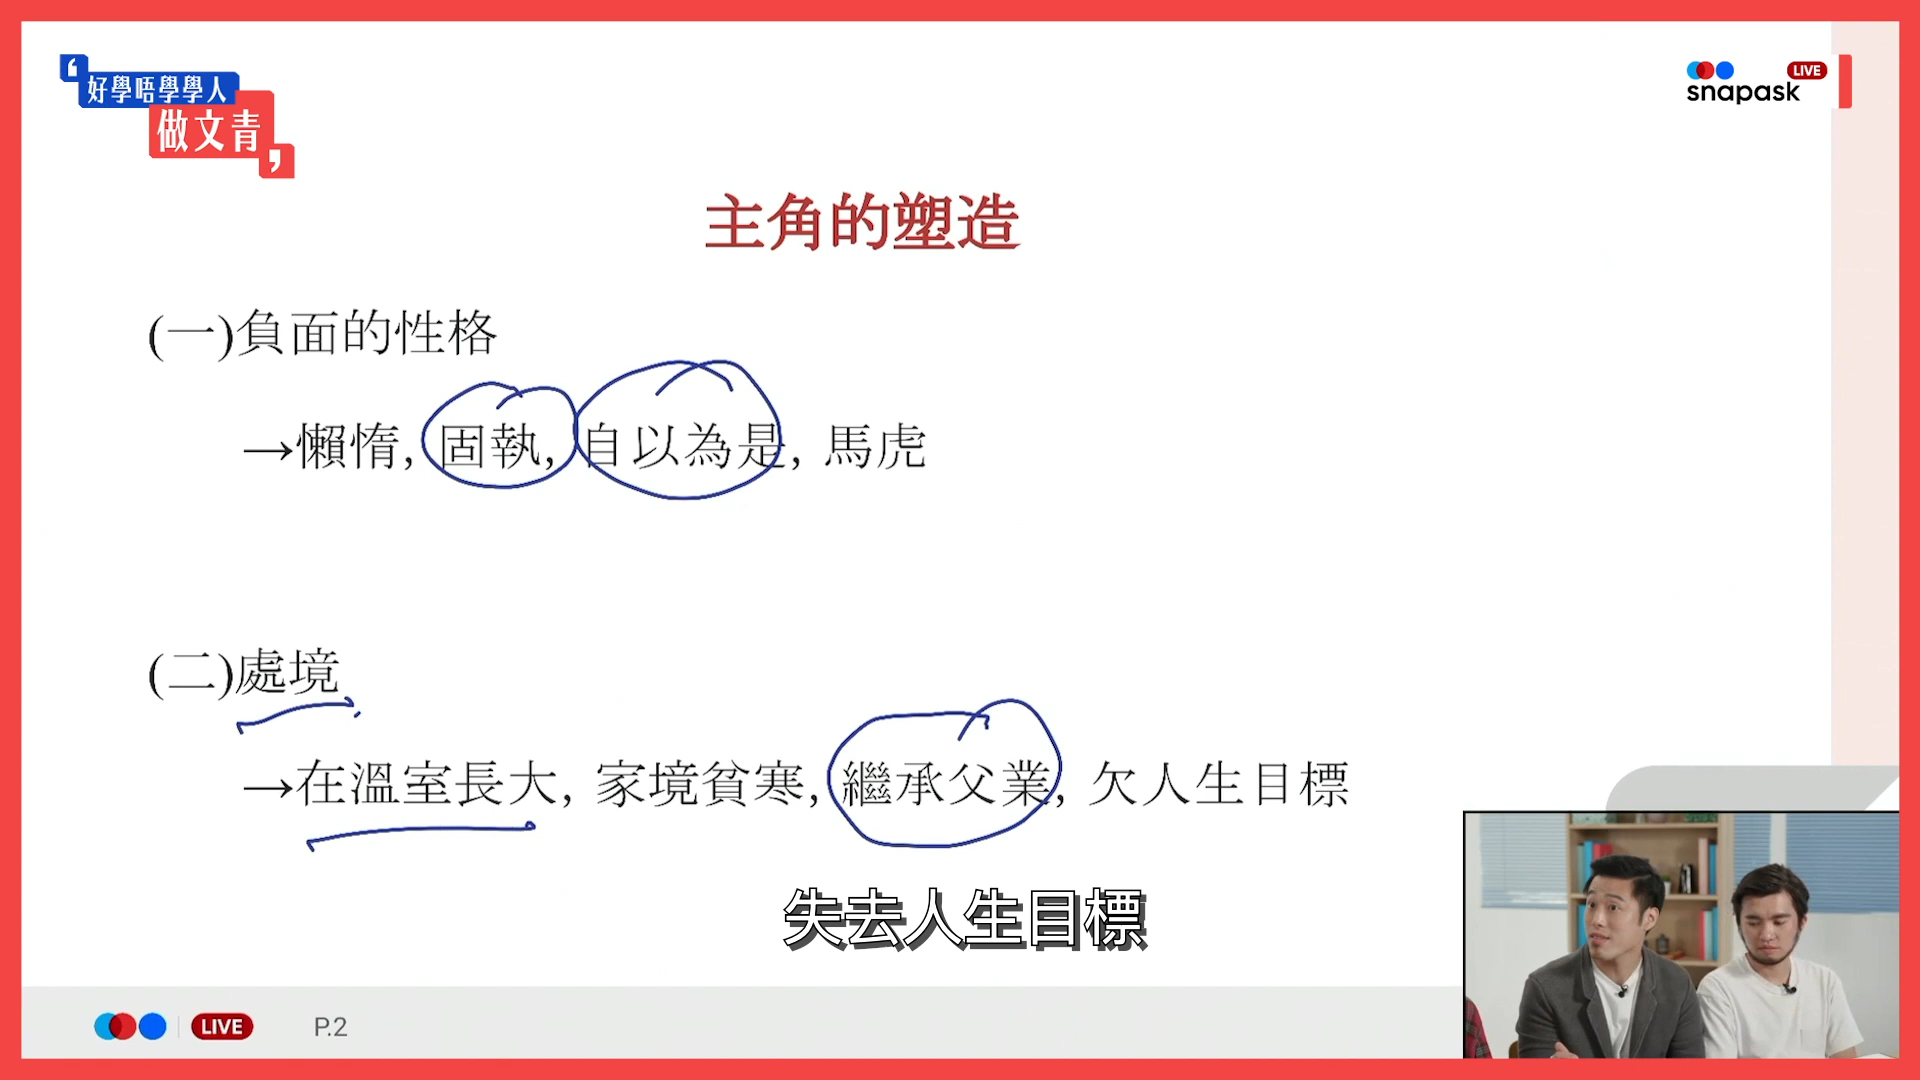 好學唔學學人
做文青
LIVE
snapask
主角的塑造
(一)負面的性格
→懶惰, 固執, 自以為是, 馬虎
(二)處境
→在溫室長大, 家境貧寒, 繼承父業, 欠人生目標
失去人生目標
LIVE
P.2